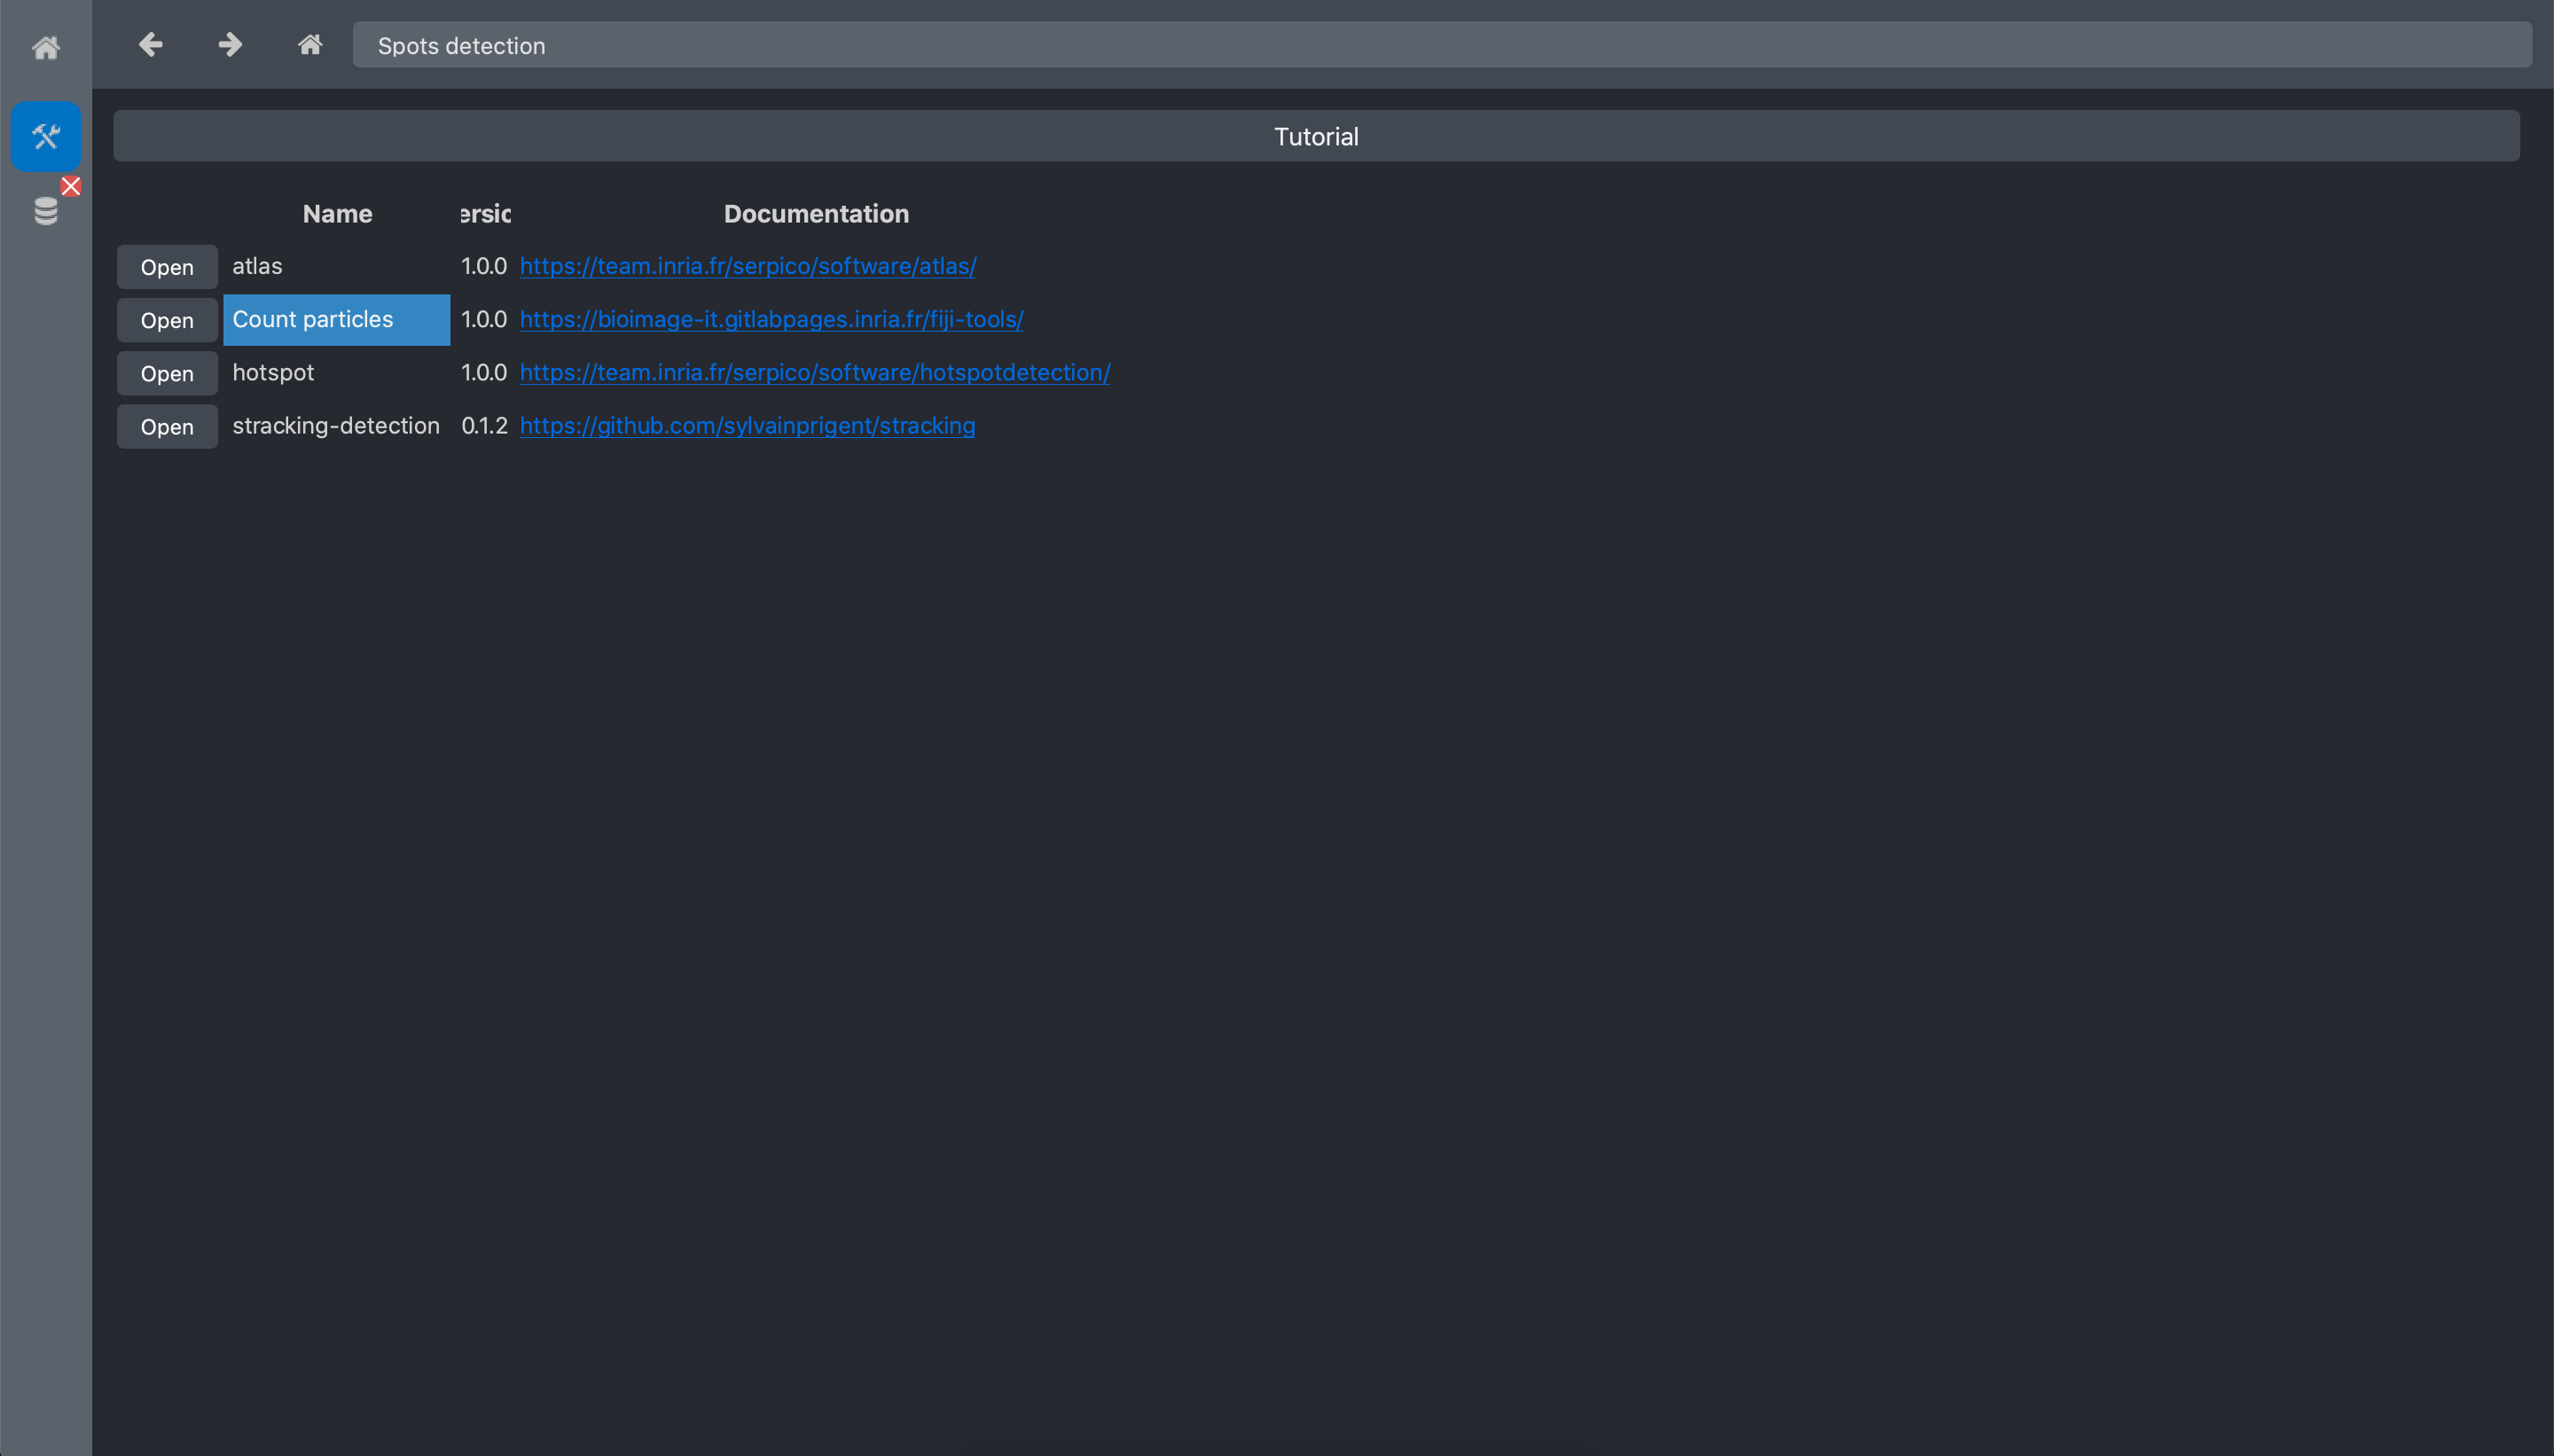 Spots detection
Tutorial
Name ersic Documentation
Open atlas 1.0.0 https://team.inria.fr/serpico/software/atlas/
Open Count particles 1.0.0 https://bioimage-it.gitlabpages.inria.fr/fiji-tools/
Open hotspot 1.0.0 https://team.inria.fr/serpico/software/hotspotdetection/
Open stracking-detection 0.1.2 https://github.com/sylvainprigent/stracking